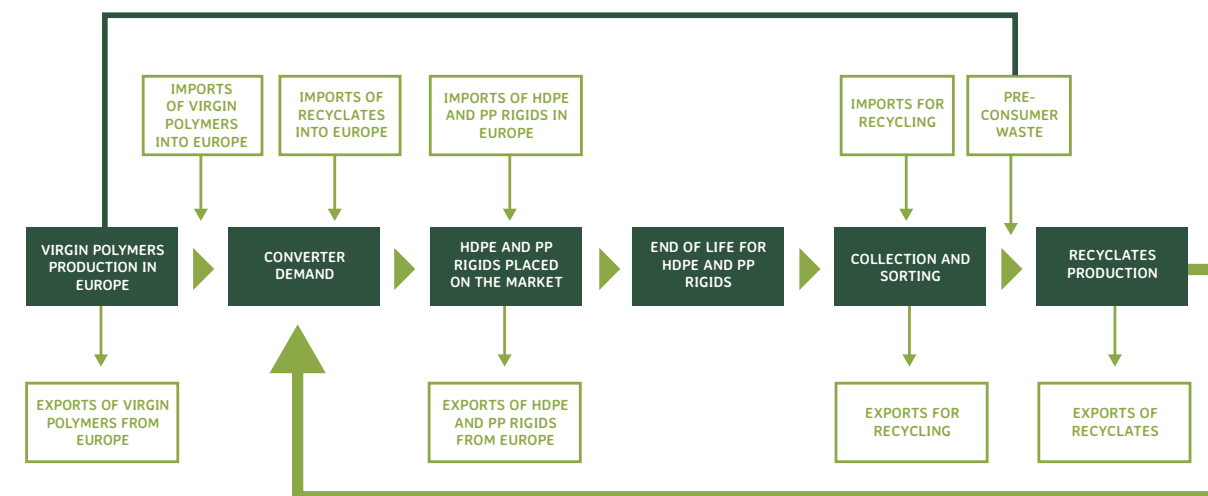 IMPORTS
OF VIRGIN
POLYMERS
INTO EUROPE
IMPORTS OF
RECYCLATES
INTO EUROPE
IMPORTS OF HDPE
AND PP RIGIDS IN
EUROPE
IMPORTS FOR
RECYCLING
PRE-
CONSUMER
WASTE
VIRGIN POLYMERS
PRODUCTION IN
EUROPE
CONVERTER
DEMAND
HDPE AND PP
RIGIDS PLACED
ON THE MARKET
END OF LIFE FOR
HDPE AND PP
RIGIDS
COLLECTION AND
SORTING
RECYCLATES
PRODUCTION
EXPORTS OF VIRGIN
POLYMERS FROM
EUROPE
EXPORTS OF HDPE
AND PP RIGIDS
FROM EUROPE
EXPORTS FOR
RECYCLING
EXPORTS OF
RECYCLATES